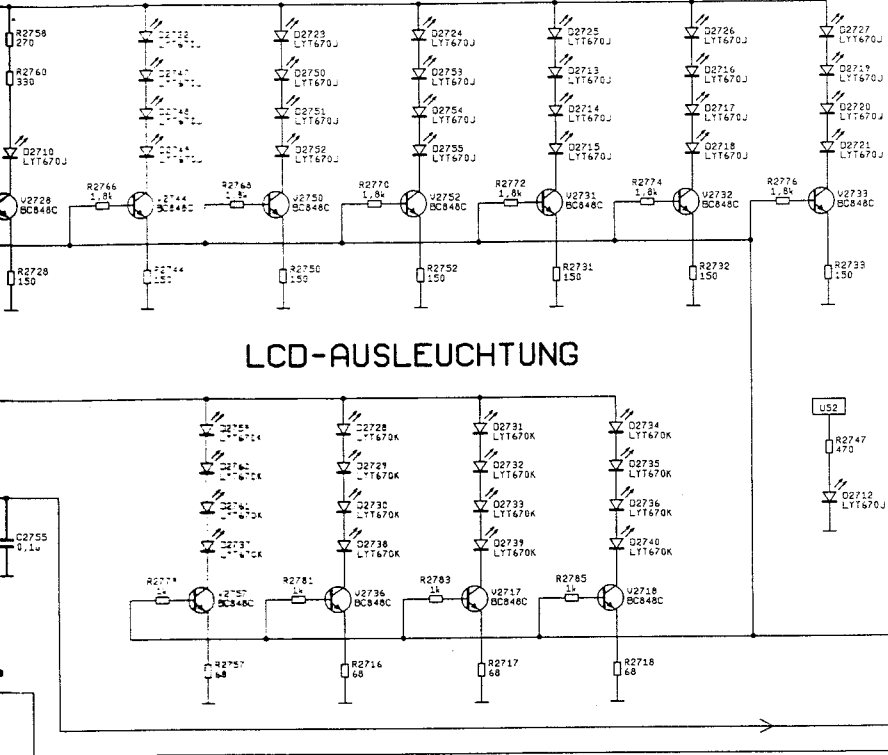 R2758
270
R2760
330
D2710
LYT670J
V2728
BC848C
R2728
150
R2766
1,8k
BC848C
150
D2723
LYT670J
D2750
LYT670J
D2751
LYT670J
D2752
LYT670J
R2768
V2750
BC848C
R2750
150
D2724
LYT670J
D2753
LYT670J
D2754
LYT670J
D2755
LYT670J
R2770
1,8k
V2752
BC848C
R2752
150
D2725
LYT670J
D2713
LYT670J
D2714
LYT670J
D2715
LYT670J
R2772
1,8k
V2731
BC848C
R2731
150
D2726
LYT670J
D2716
LYT670J
D2717
LYT670J
D2718
LYT670J
R2774
1,8k
V2732
BC848C
R2732
150
D2727
LYT670J
D2719
LYT670J
D2720
LYT670J
D2721
LYT670J
R2776
1,8k
V2733
BC848C
R2733
150
LCD-AUSLEUCHTUNG
C2755
0,1u
1k
V2757
BC848C
R2757
68
D2728
LYT670K
D2729
LYT670K
D2730
LYT670K
D2738
LYT670K
R2781
1k
V2736
BC848C
R2716
68
D2731
LYT670K
D2732
LYT670K
D2733
LYT670K
D2739
LYT670K
R2783
1k
V2717
BC848C
R2717
68
D2734
LYT670K
D2735
LYT670K
D2736
LYT670K
D2740
LYT670K
R2785
1k
V2718
BC848C
R2718
68
U52
R2747
470
D2712
LYT670J